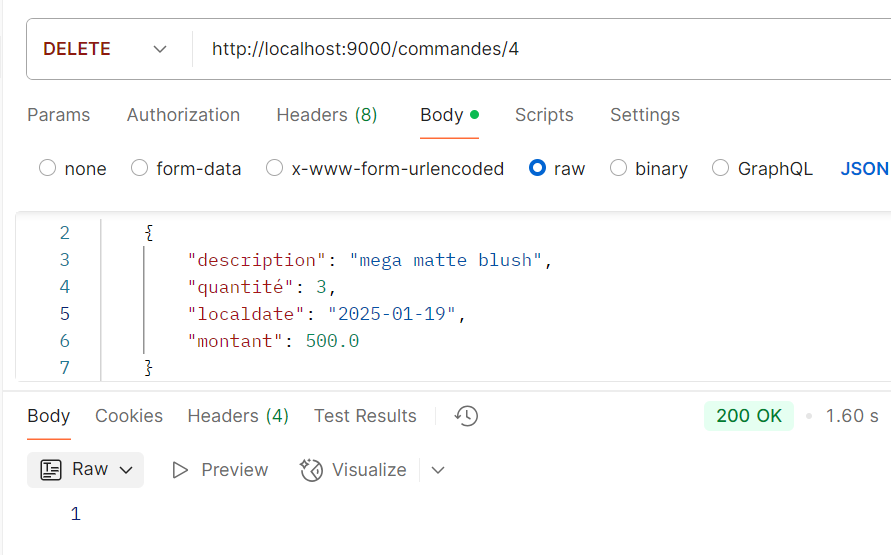 DELETE http://localhost:9000/commandes/4
Params Authorization Headers (8) Body Scripts Settings
none form-data x-www-form-urlencoded raw binary GraphQL JSON
2 {
3 "description": "mega matte blush",
4 "quantité": 3,
5 "localdate": "2025-01-19",
6 "montant": 500.0
7 }
Body Cookies Headers (4) Test Results 200 OK 1.60 s
Raw Preview Visualize
1